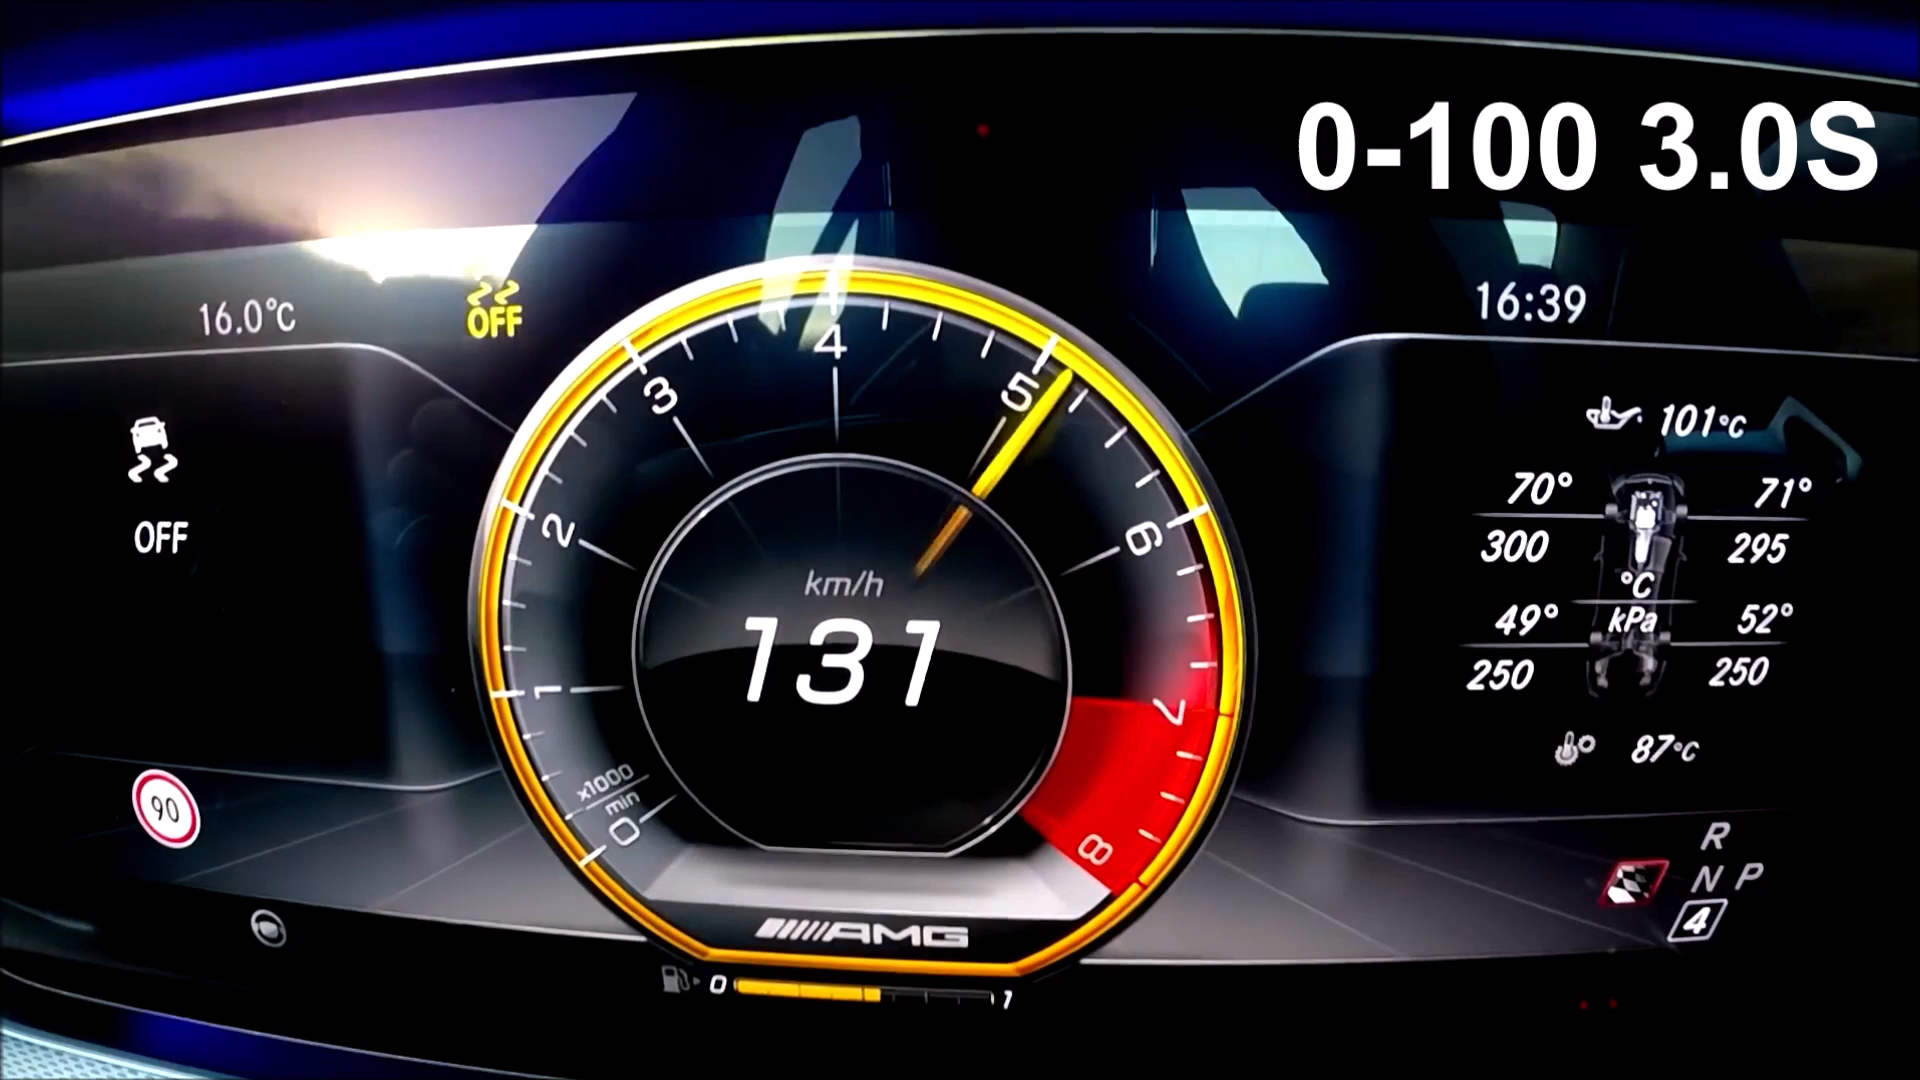 0-100 3.0S
16.0°C
OFF
16:39
OFF
90
0
1
2
3
4
5
6
7
8
x1000
min
km/h
131
AMG
0 1
101°C
70° 71°
300 295
°C
49° kPa 52°
250 250
87°C
R
N P
4